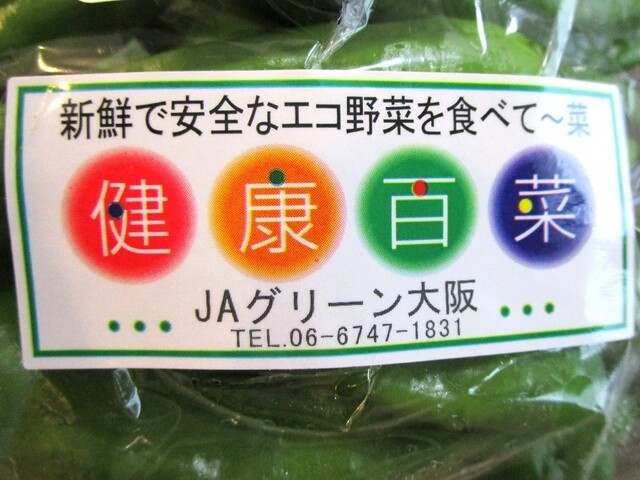 新鮮で安全なエコ野菜を食べて～菜
健康百菜
JAグリーン大阪
TEL.06-6747-1831